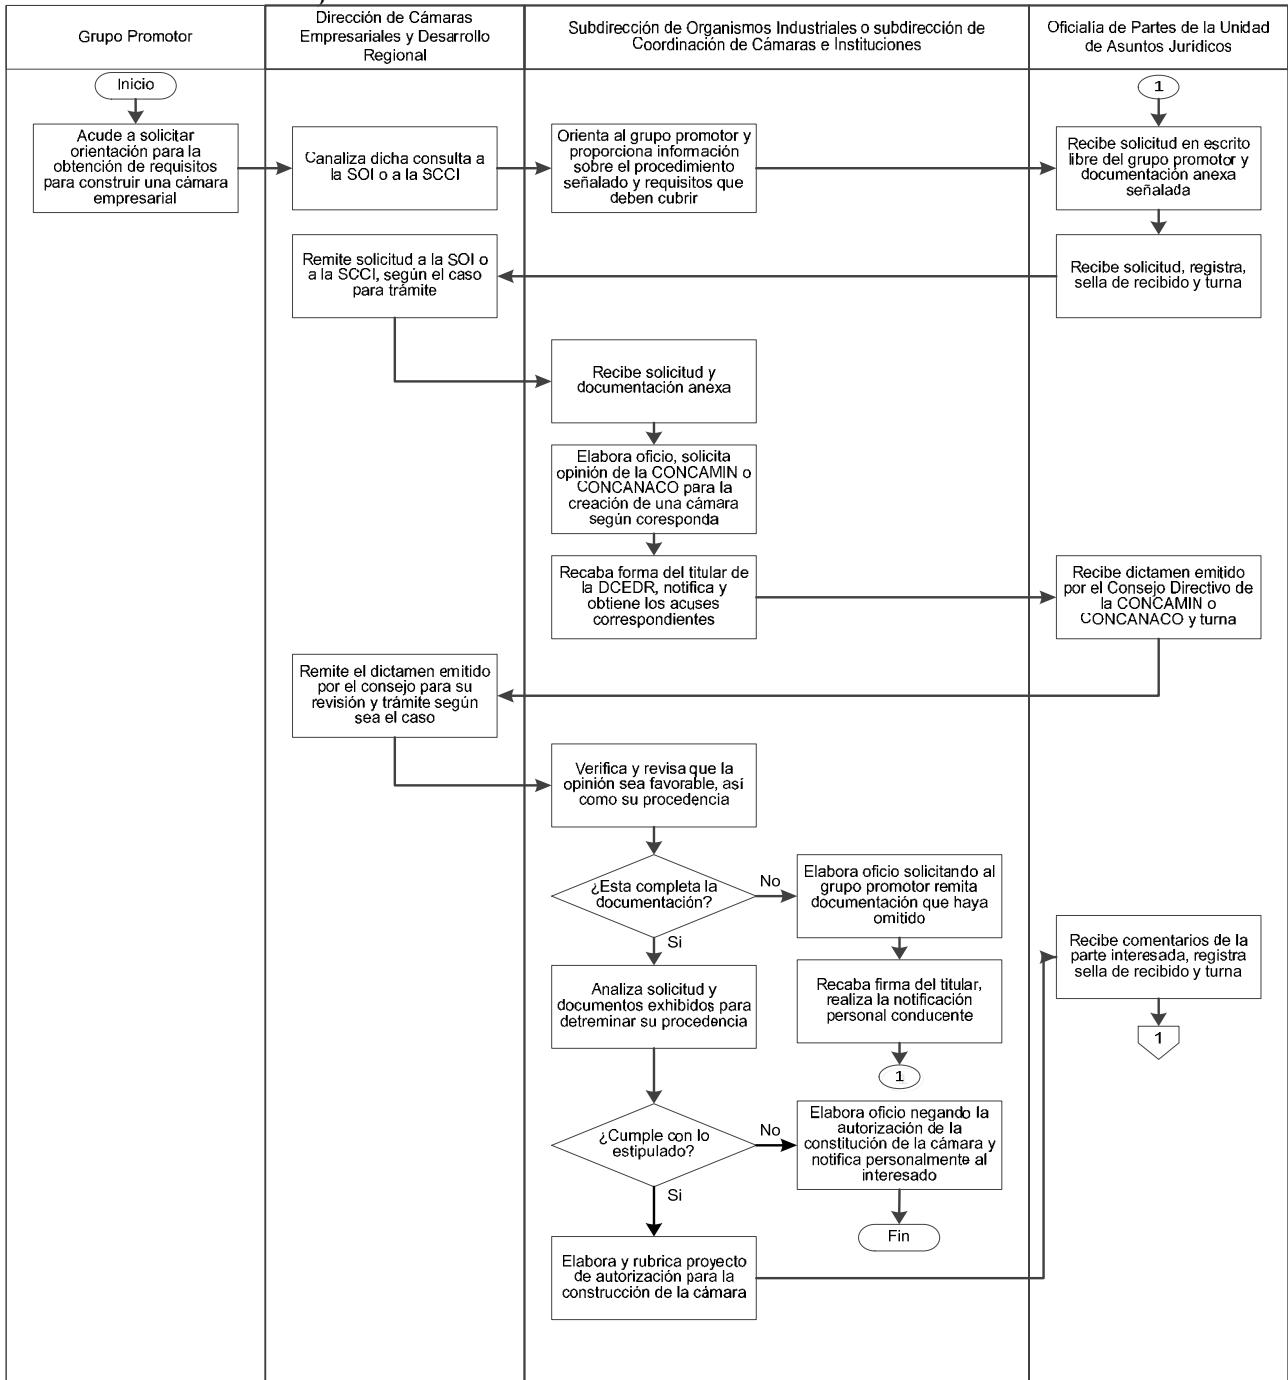 Grupo Promotor
Dirección de Cámaras
Empresariales y Desarrollo
Regional
Subdirección de Organismos Industriales o subdirección de
Coordinación de Cámaras e Instituciones
Oficialía de Partes de la Unidad
de Asuntos Jurídicos
Inicio
1
Acude a solicitar
orientación para la
obtención de requisitos
para construir una cámara
empresarial
Canaliza dicha consulta a
la SOI o a la SCCI
Orienta al grupo promotor y
proporciona información
sobre el procedimiento
señalado y requisitos que
deben cubrir
Recibe solicitud en escrito
libre del grupo promotor y
documentación anexa
señalada
Remite solicitud a la SOI o
a la SCCI, según el caso
para trámite
Recibe solicitud, registra,
sella de recibido y turna
Recibe solicitud y
documentación anexa
Elabora oficio, solicita
opinión de la CONCAMIN o
CONCANACO para la
creación de una cámara
según coresponda
Recaba forma del titular de
la DCEDR, notifica y
obtiene los acuses
correspondientes
Recibe dictamen emitido
por el Consejo Directivo de
la CONCAMIN o
CONCANACO y turna
Remite el dictamen emitido
por el consejo para su
revisión y trámite según
sea el caso
Verifica y revisa que la
opinión sea favorable, así
como su procedencia
¿Esta completa la
documentación?
No
Elabora oficio solicitando al
grupo promotor remita
documentación que haya
omitido
Si
Recibe comentarios de la
parte interesada, registra
sella de recibido y turna
Analiza solicitud y
documentos exhibidos para
detreminar su procedencia
Recaba firma del titular,
realiza la notificación
personal conducente
1
1
¿Cumple con lo
estipulado?
No
Elabora oficio negando la
autorización de la
constitución de la cámara y
notifica personalmente al
interesado
Si
Fin
Elabora y rubrica proyecto
de autorización para la
construcción de la cámara